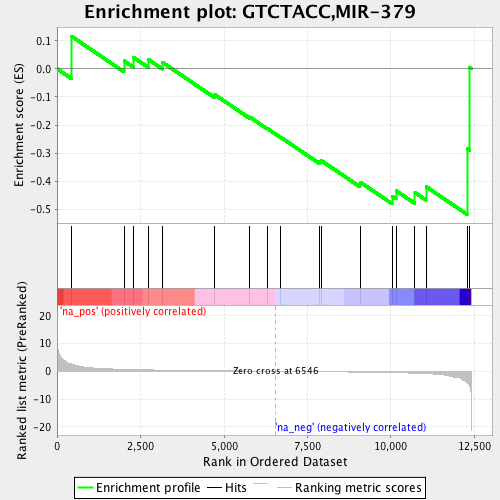 Enrichment plot: GTCTACC,MIR-379
Enrichment score (ES)
0.1
0.0
-0.1
-0.2
-0.3
-0.4
-0.5
'na_pos' (positively correlated)
Ranked list metric (PreRanked)
20
10
0
-10
-20
Zero cross at 6546
'na_neg' (negatively correlated)
0
2,500
5,000
7,500
10,000
12,500
Rank in Ordered Dataset
Enrichment profile
Hits
Ranking metric scores